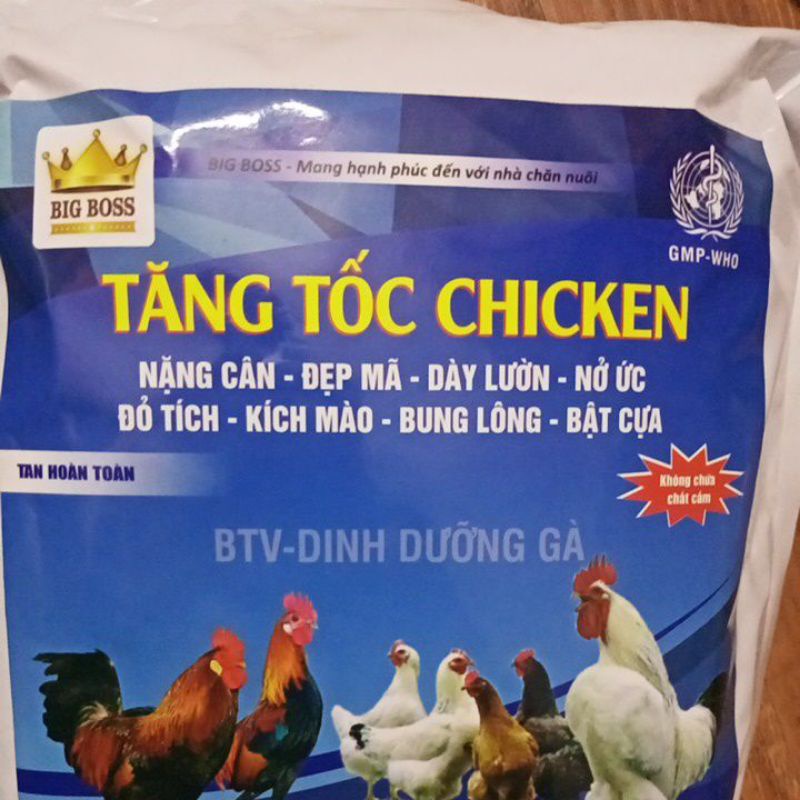 BIG BOSS
BIG BOSS - Mang hạnh phúc đến với nhà chăn nuôi
GMP-WHO
TĂNG TỐC CHICKEN
NẶNG CÂN - ĐẸP MÃ - DÀY LƯỜN - NỞ ỨC
ĐỎ TÍCH - KÍCH MÀO - BUNG LÔNG - BẬT CỰA
TAN HOÀN TOÀN
Không chứa
chất cấm
BTV-DINH DƯỠNG GÀ